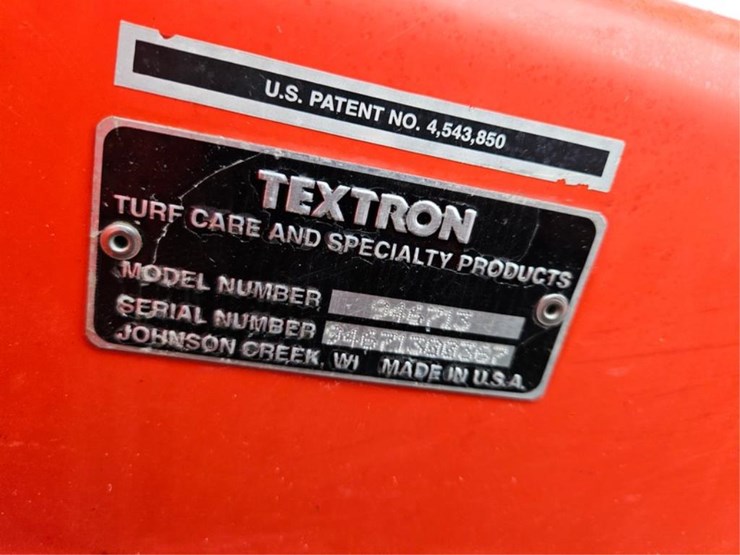 U.S. PATENT NO. 4,543,850
TEXTRON
TURF CARE AND SPECIALTY PRODUCTS
MODEL NUMBER 946713
SERIAL NUMBER
JOHNSON CREEK, WI MADE IN U.S.A.